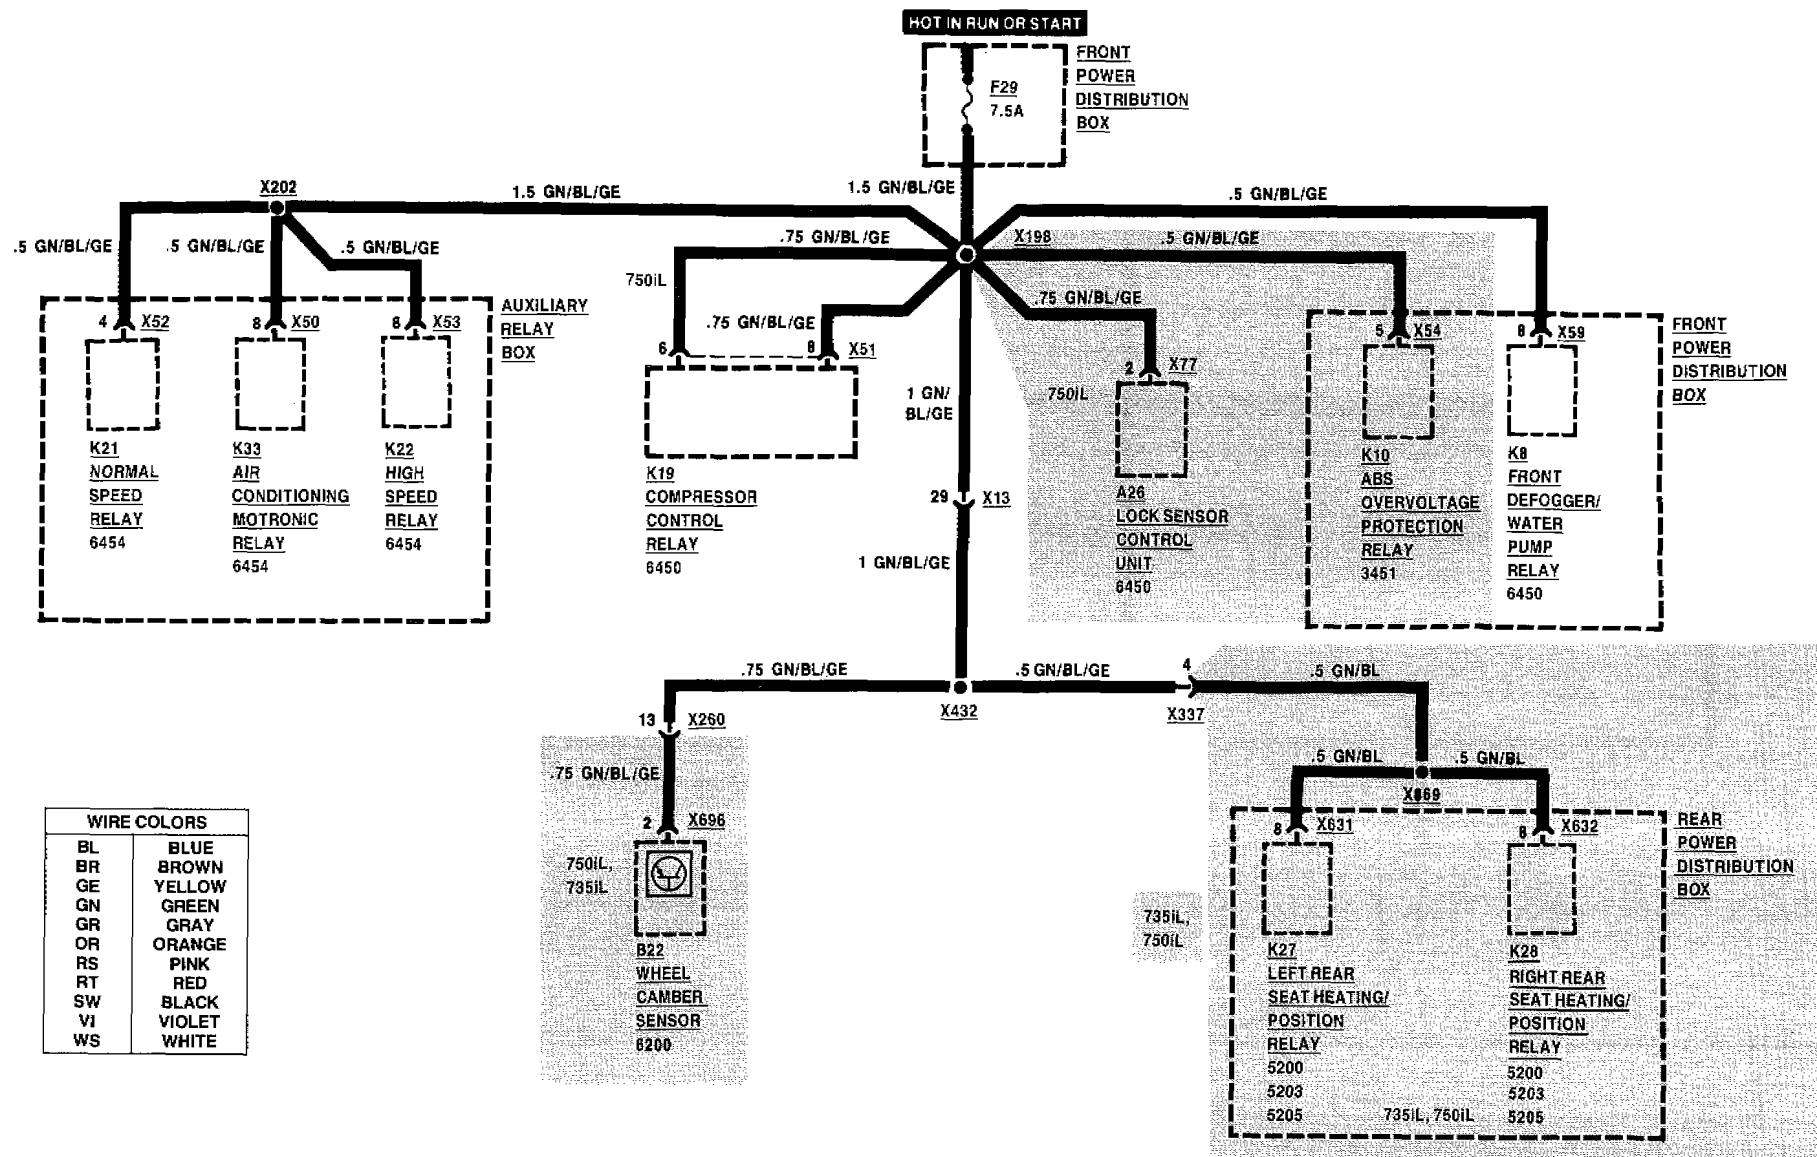 HOT IN RUN OR START
FRONT
POWER
DISTRIBUTION
BOX
F29
7.5A
X202
1.5 GN/BL/GE
1.5 GN/BL/GE
.5 GN/BL/GE
.5 GN/BL/GE
.5 GN/BL/GE
.5 GN/BL/GE
.75 GN/BL/GE
X198
.5 GN/BL/GE
750iL
.75 GN/BL/GE
.75 GN/BL/GE
AUXILIARY
RELAY
BOX
4 X52
8 X50
6 X53
6
8 X51
2 X77
750iL
5 X54
8 X59
FRONT
POWER
DISTRIBUTION
BOX
1 GN/
BL/GE
K21
NORMAL
SPEED
RELAY
6454
K33
AIR
CONDITIONING
MOTRONIC
RELAY
6454
K22
HIGH
SPEED
RELAY
6454
K19
COMPRESSOR
CONTROL
RELAY
6450
A26
LOCK SENSOR
CONTROL
UNIT
6450
K10
ABS
OVERVOLTAGE
PROTECTION
RELAY
3451
K8
FRONT
DEFOGGER/
WATER
PUMP
RELAY
6450
29 X13
1 GN/BL/GE
.75 GN/BL/GE
.5 GN/BL/GE
4
.5 GN/BL
X432
X337
13 X260
.75 GN/BL/GE
.5 GN/BL
.5 GN/BL
2 X696
750iL,
735iL
B22
WHEEL
CAMBER
SENSOR
6200
8 X631
X632
REAR
POWER
DISTRIBUTION
BOX
735iL,
750iL
K27
LEFT REAR
SEAT HEATING/
POSITION
RELAY
5200
5203
5205
735iL, 750iL
K28
RIGHT REAR
SEAT HEATING/
POSITION
RELAY
5200
5203
5205
WIRE COLORS
BL BLUE
BR BROWN
GE YELLOW
GN GREEN
GR GRAY
OR ORANGE
RS PINK
RT RED
SW BLACK
VI VIOLET
WS WHITE